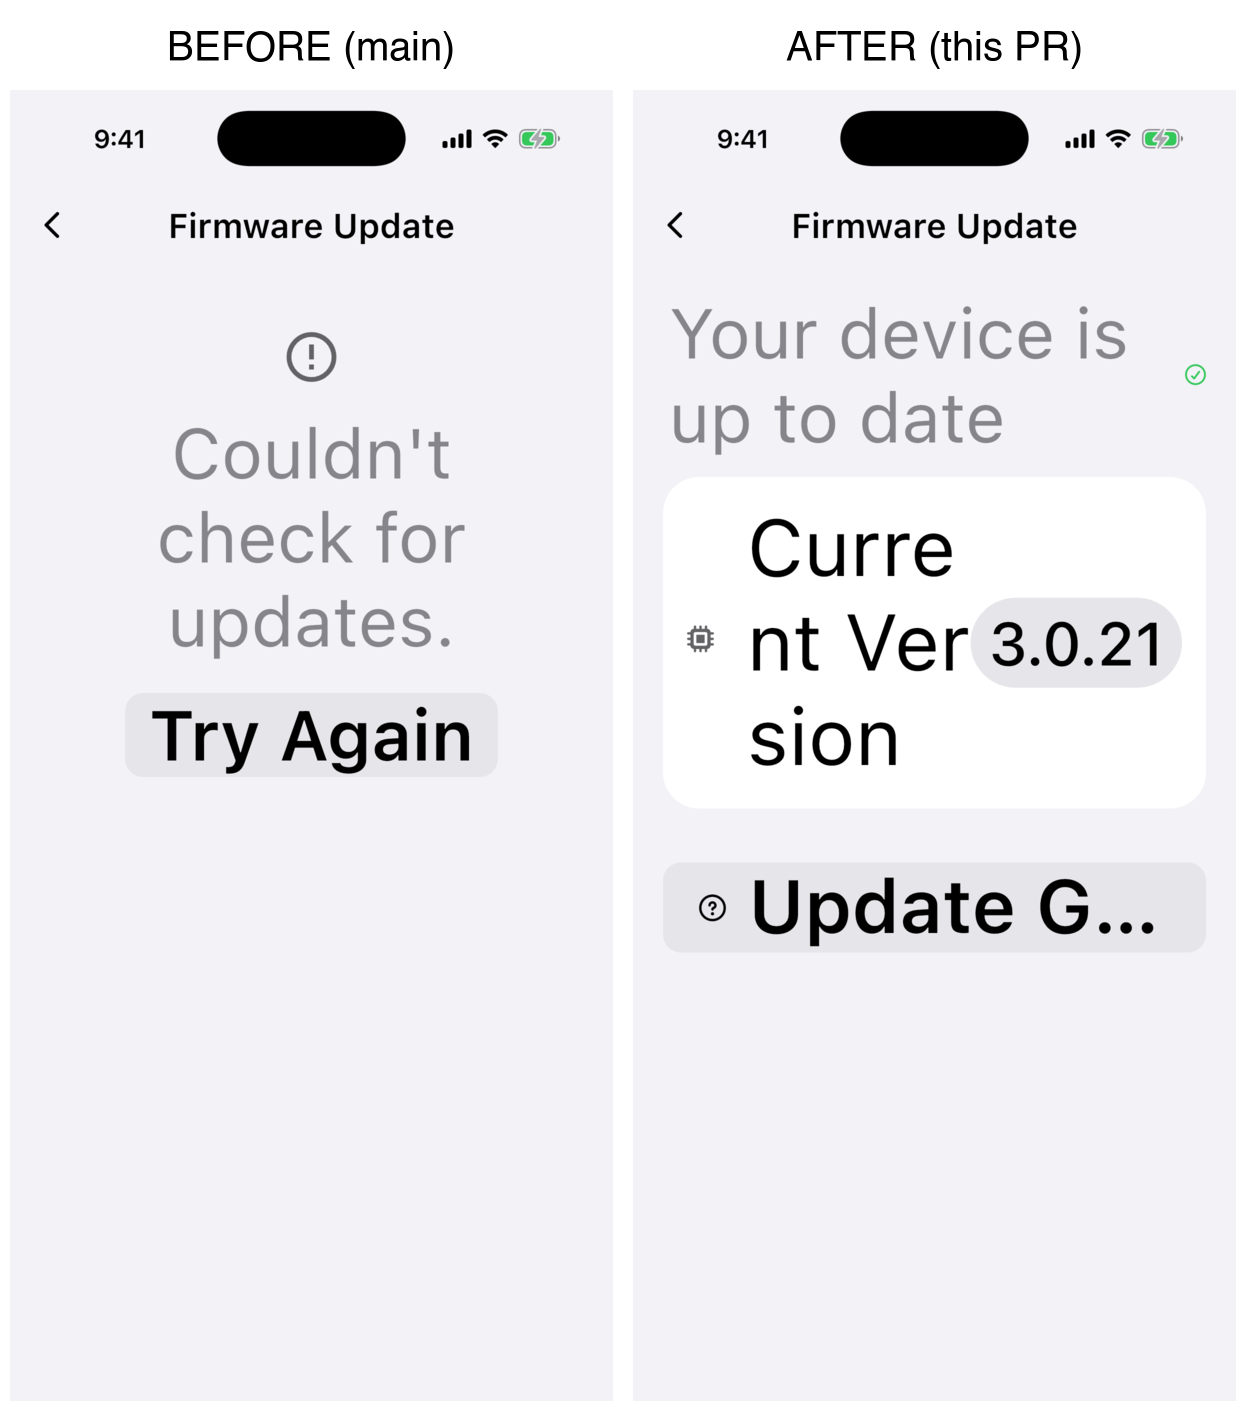 BEFORE (main)
9:41
Firmware Update
Couldn't
check for
updates.
Try Again
AFTER (this PR)
9:41
Firmware Update
Your device is
up to date
Curre
nt Ver
sion
3.0.21
Update G...